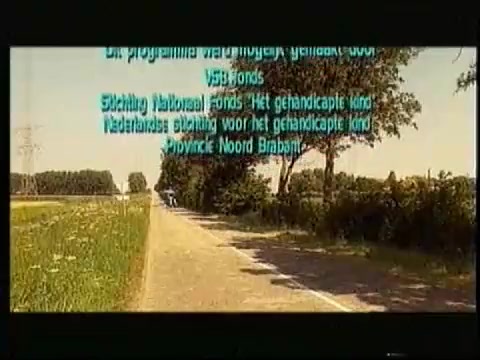 Dit programma werd mogelijk gemaakt door
VSB Fonds
Stichting Nationaal Fonds "Het gehandicapte kind"
Nederlandse stichting voor het gehandicapte kind
Provincie Noord Brabant